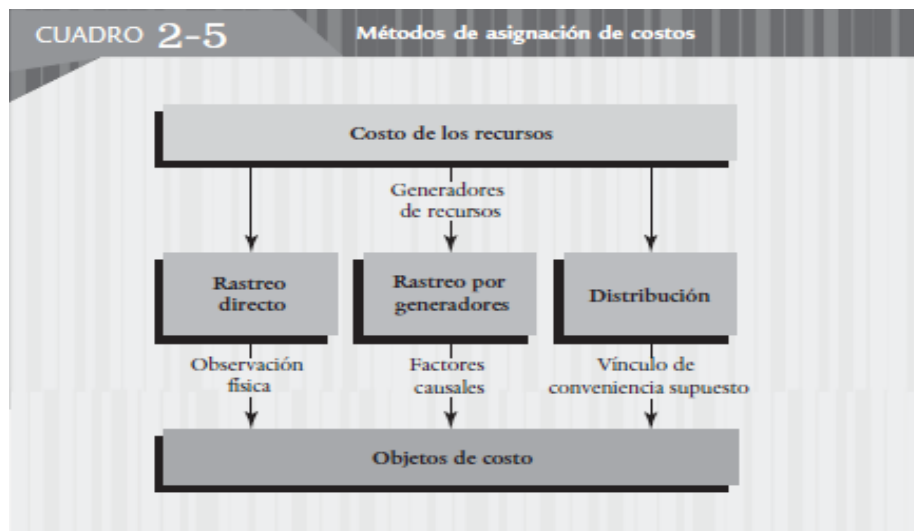 CUADRO 2-5
Métodos de asignación de costos
Costo de los recursos
Generadores
de recursos
Rastreo
directo
Rastreo por
generadores
Distribución
Observación
física
Factores
causales
Vínculo de
conveniencia supuesto
Objetos de costo